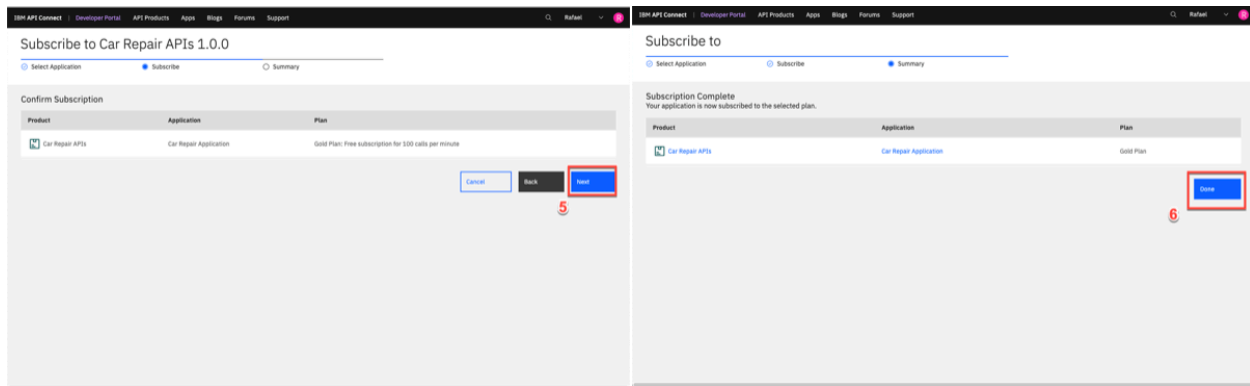 IBM API Connect | Developer Portal API Products Apps Blogs Forums Support Rafael R
Subscribe to Car Repair APIs 1.0.0
Select Application Subscribe Summary
Confirm Subscription
Product Application Plan
Car Repair APIs Car Repair Application Gold Plan: Free subscription for 100 calls per minute
Cancel Back Next
5
IBM API Connect | Developer Portal API Products Apps Blogs Forums Support Rafael R
Subscribe to
Select Application Subscribe Summary
Subscription Complete
Your application is now subscribed to the selected plan.
Product Application Plan
Car Repair APIs Car Repair Application Gold Plan
Done
6